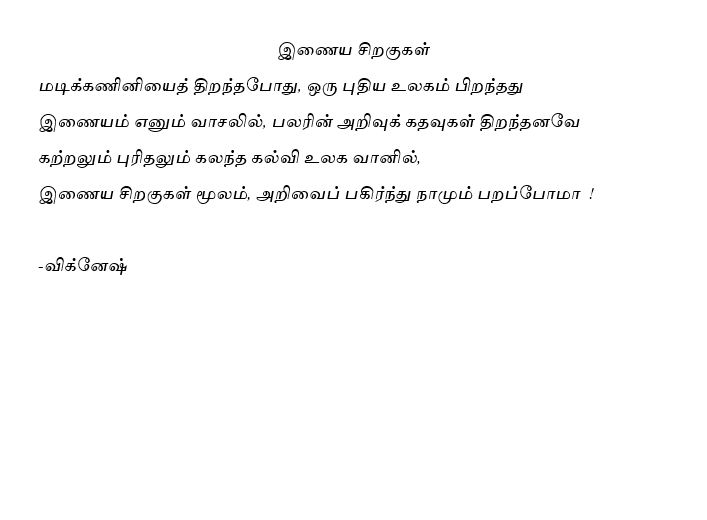 இணைய சிறகுகள்
மடிக்கணினியைத் திறந்தபோது, ஒரு புதிய உலகம் பிறந்தது
இணையம் எனும் வாசலில், பலரின் அறிவுக் கதவுகள் திறந்தனவே
கற்றலும் புரிதலும் கலந்த கல்வி உலக வானில்,
இணைய சிறகுகள் மூலம், அறிவைப் பகிர்ந்து நாமும் பறப்போமா !
-விக்னேஷ்